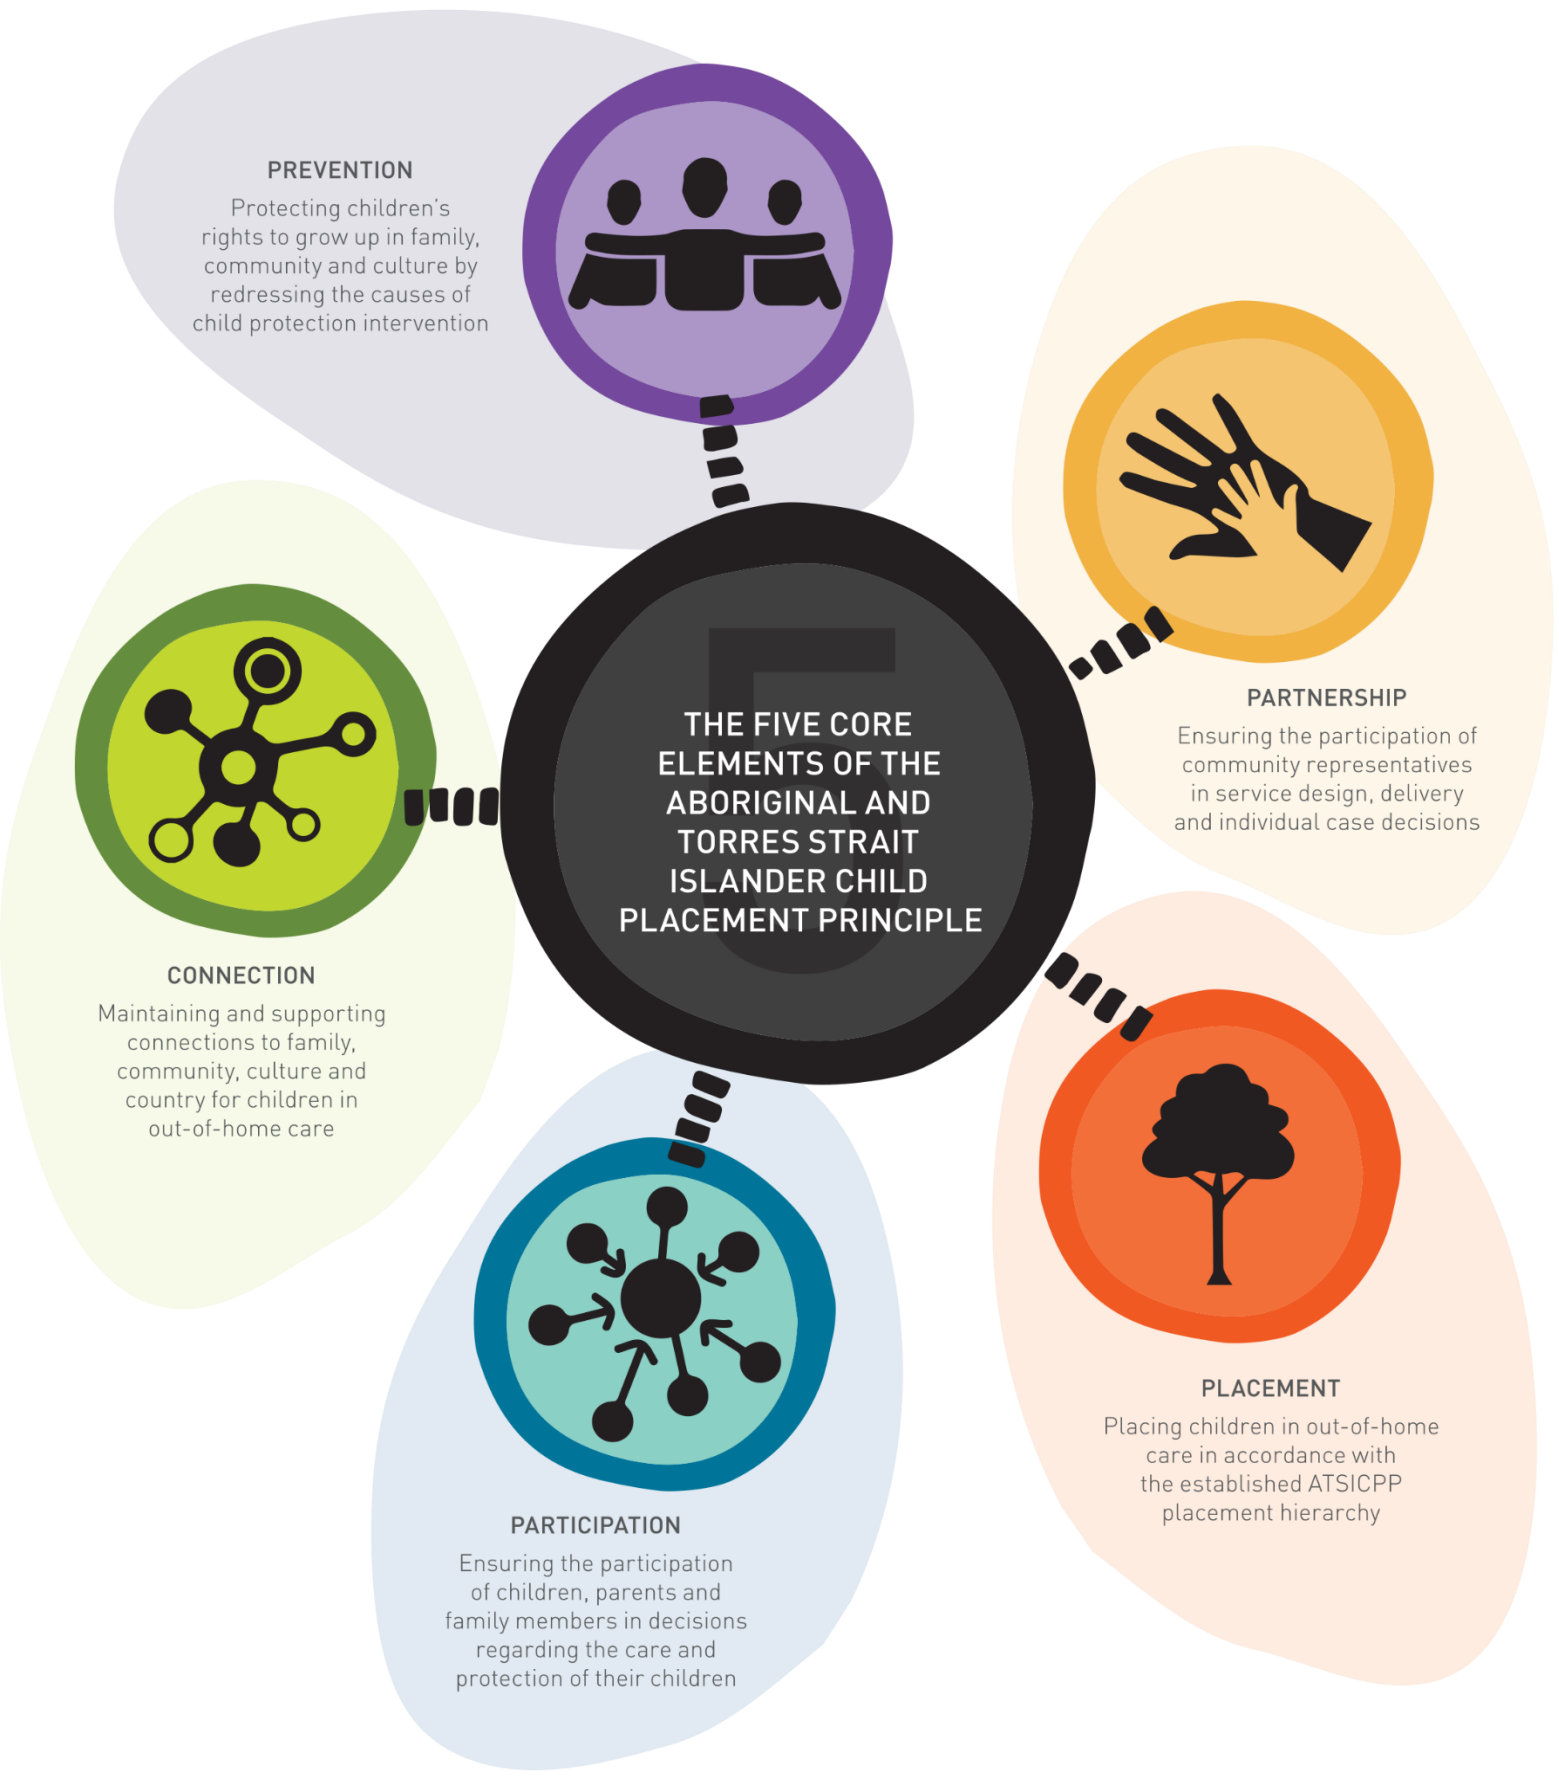 PREVENTION
Protecting children's
rights to grow up in family,
community and culture by
redressing the causes of
child protection intervention
PARTNERSHIP
Ensuring the participation of
community representatives
in service design, delivery
and individual case decisions
5
THE FIVE CORE
ELEMENTS OF THE
ABORIGINAL AND
TORRES STRAIT
ISLANDER CHILD
PLACEMENT PRINCIPLE
CONNECTION
Maintaining and supporting
connections to family,
community, culture and
country for children in
out-of-home care
PLACEMENT
Placing children in out-of-home
care in accordance with
the established ATSICPP
placement hierarchy
PARTICIPATION
Ensuring the participation
of children, parents and
family members in decisions
regarding the care and
protection of their children